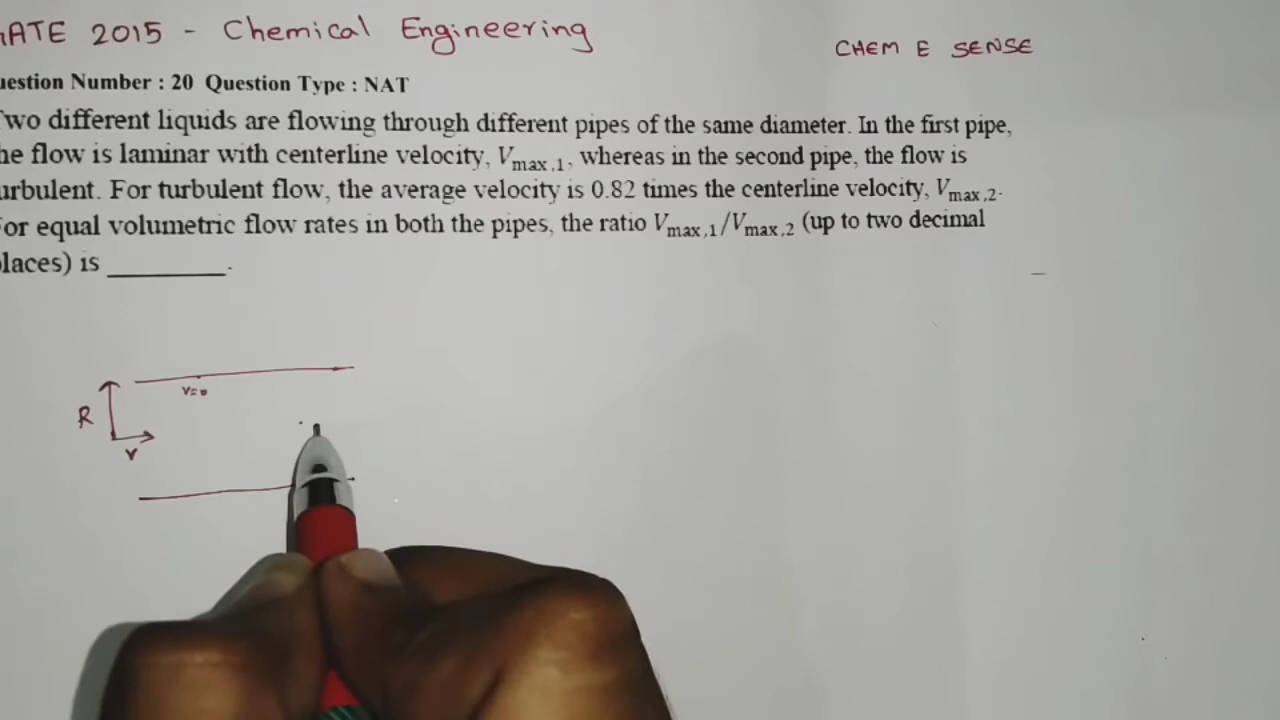 ATE 2015 - Chemical Engineering
CHEM E SENSE
uestion Number : 20 Question Type : NAT
Two different liquids are flowing through different pipes of the same diameter. In the first pipe,
he flow is laminar with centerline velocity, Vmax,1, whereas in the second pipe, the flow is
urbulent. For turbulent flow, the average velocity is 0.82 times the centerline velocity, Vmax,2.
or equal volumetric flow rates in both the pipes, the ratio Vmax,1/Vmax,2 (up to two decimal
laces) is ________.
V=0
R
r